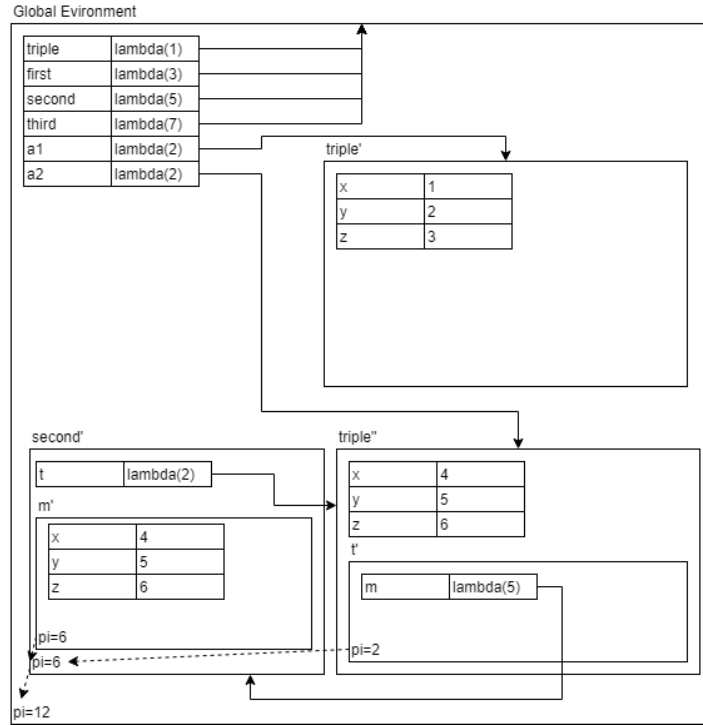 Global Evironment
triple lambda(1)
first lambda(3)
second lambda(5)
third lambda(7)
a1 lambda(2)
a2 lambda(2)
triple'
x 1
y 2
z 3
second'
t lambda(2)
m'
x 4
y 5
z 6
pi=6
pi=6
pi=12
triple"
x 4
y 5
z 6
t'
m lambda(5)
pi=2